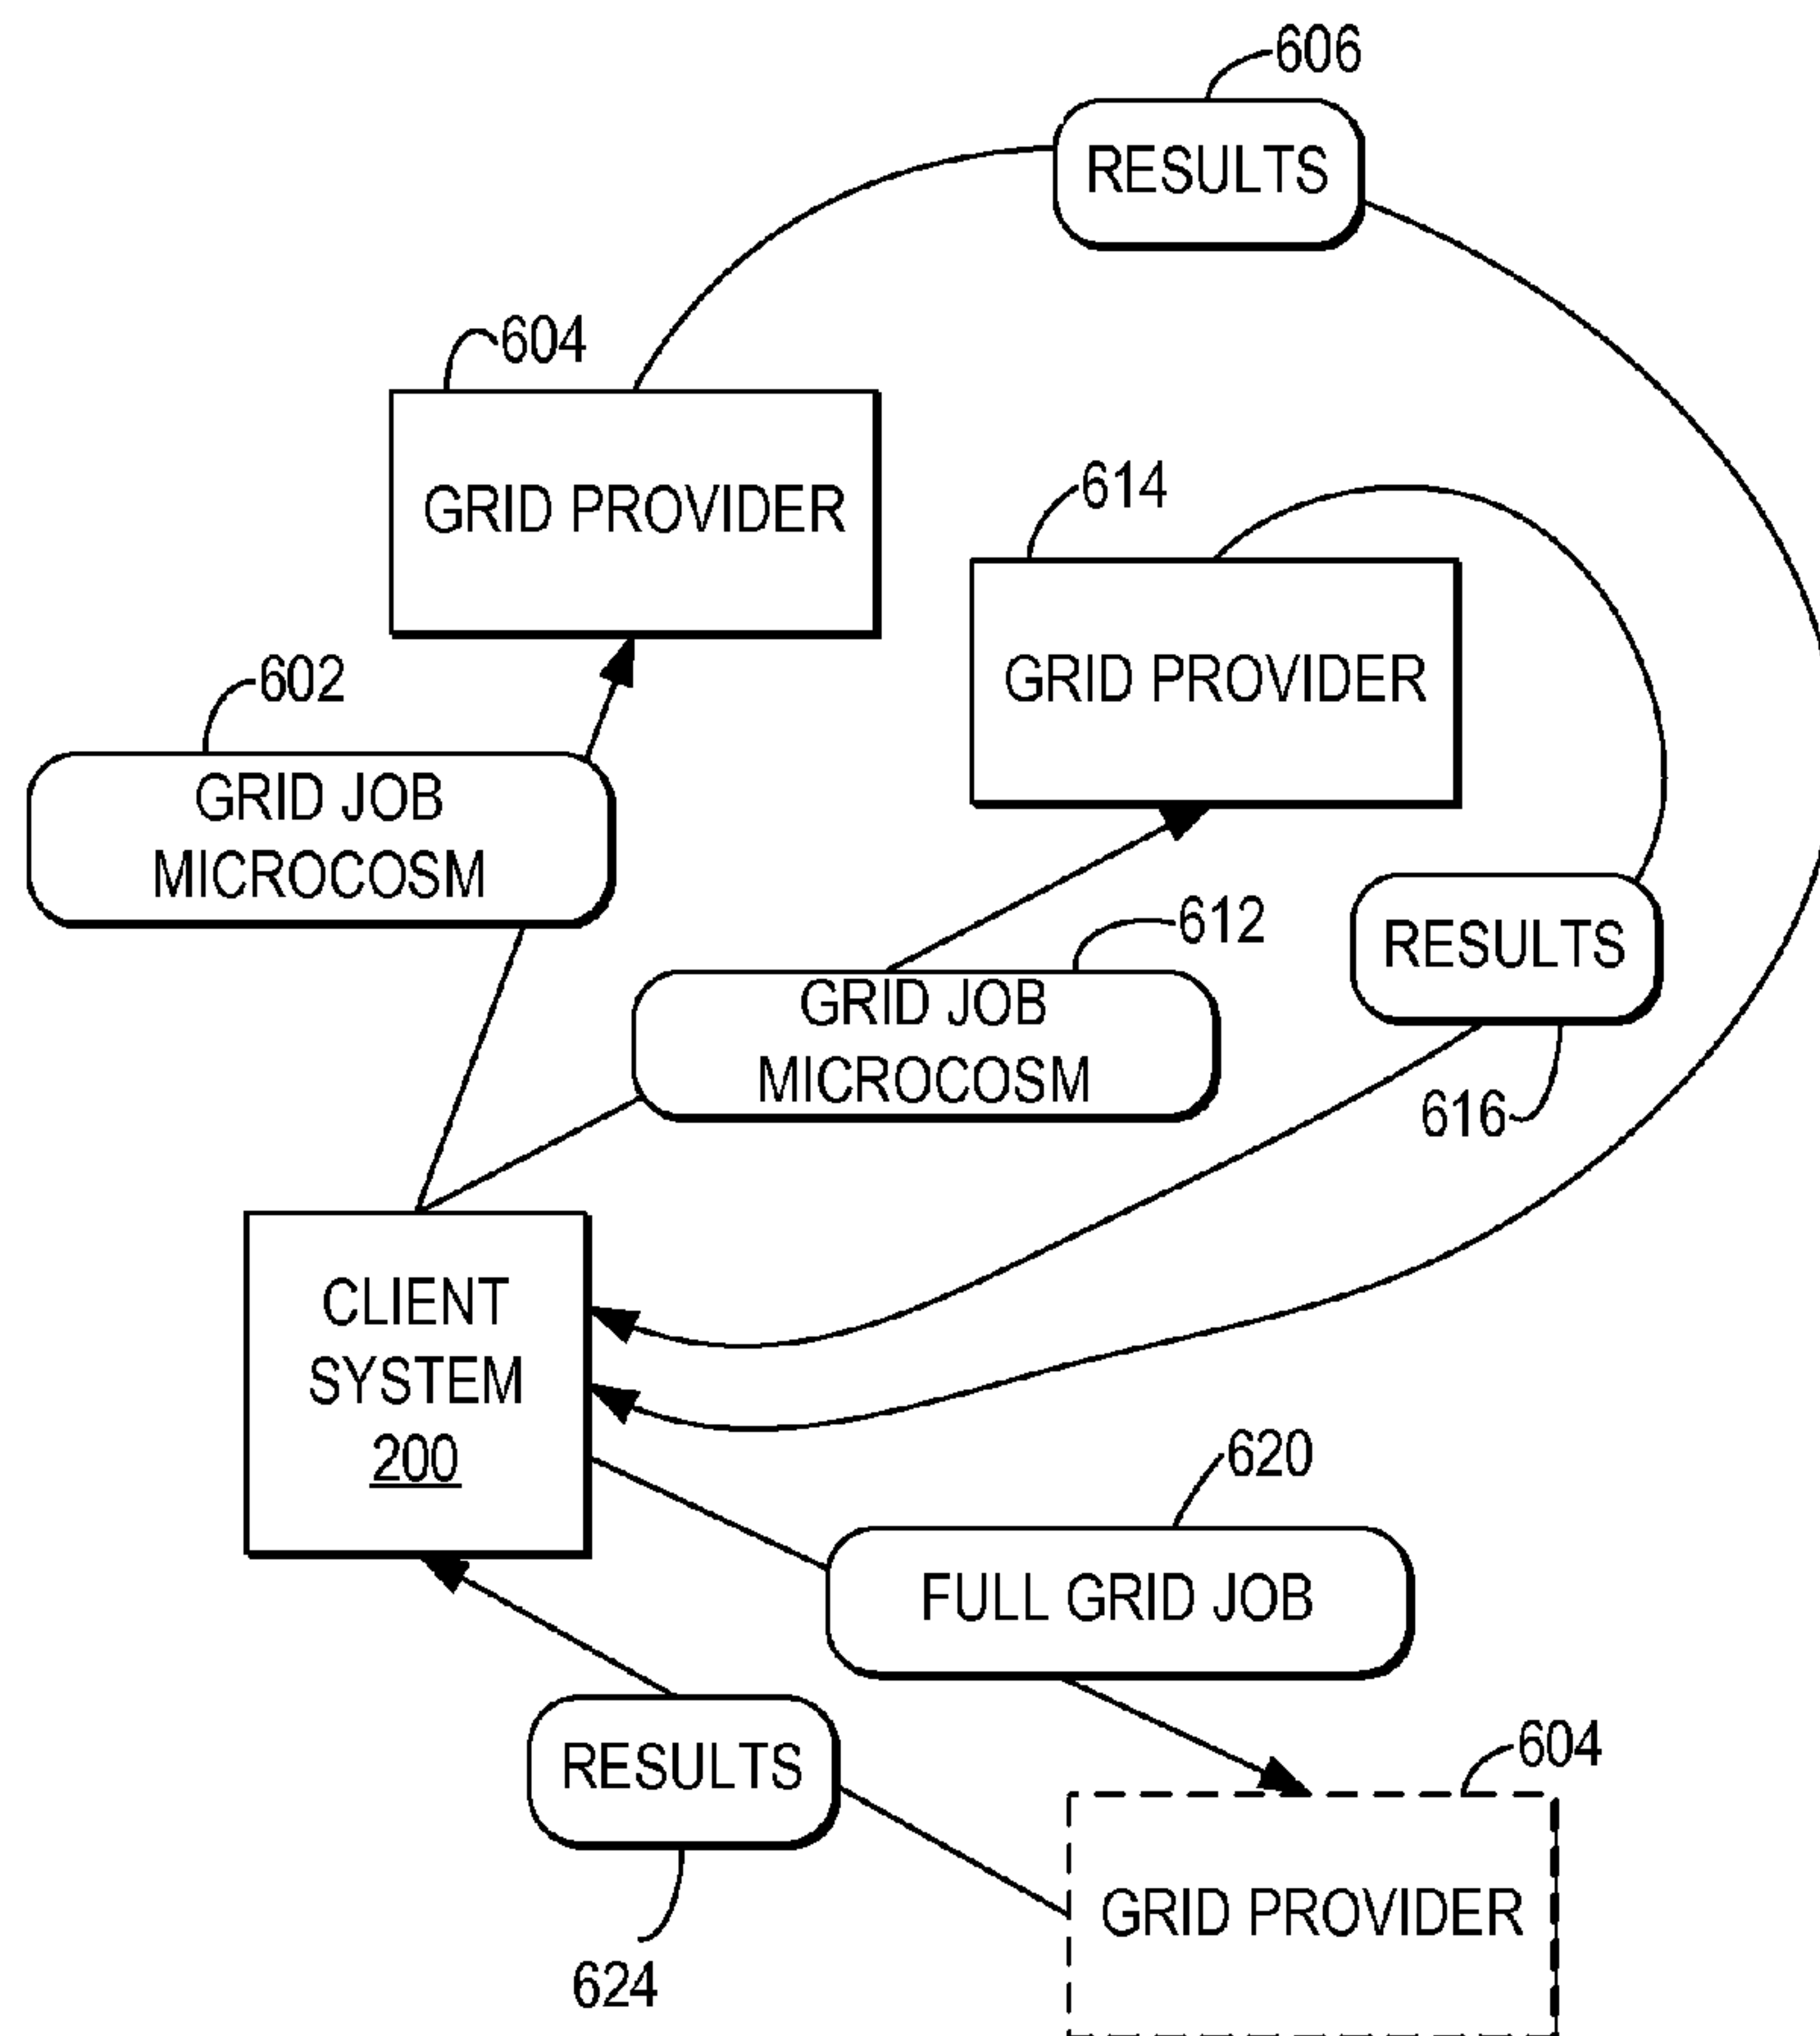 606
RESULTS
604
GRID PROVIDER
614
GRID PROVIDER
602
GRID JOB
MICROCOSM
612
GRID JOB
MICROCOSM
RESULTS
616
CLIENT
SYSTEM
200
620
FULL GRID JOB
RESULTS
624
604
GRID PROVIDER